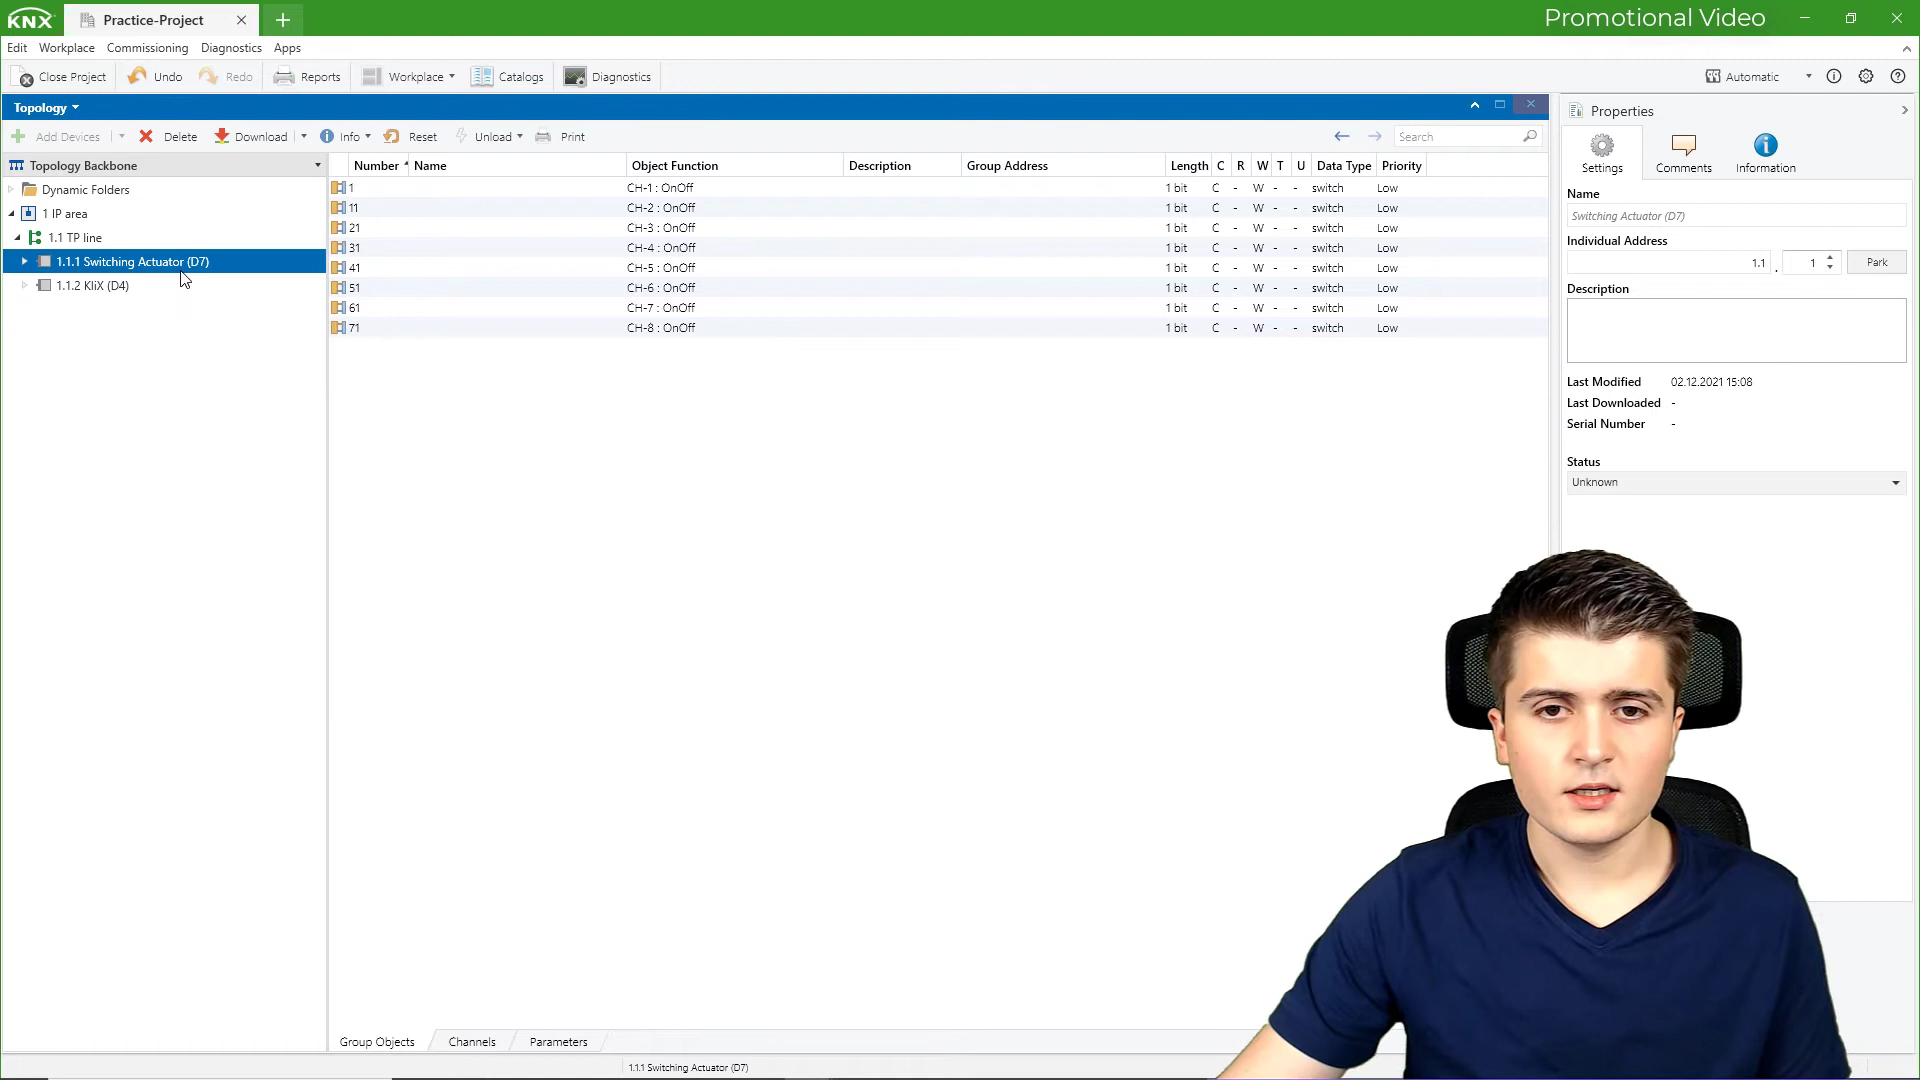 KNX Practice-Project Promotional Video
Edit Workplace Commissioning Diagnostics Apps
Close Project Undo Redo Reports Workplace Catalogs Diagnostics Automatic
Topology
Add Devices Delete Download Info Reset Unload Print Search
Topology Backbone
Dynamic Folders
1 IP area
1.1 TP line
1.1.1 Switching Actuator (D7)
1.1.2 KliX (D4)
Number Name Object Function Description Group Address Length C R W T U Data Type Priority
1 CH-1 : OnOff 1 bit C - W - - switch Low
11 CH-2 : OnOff 1 bit C - W - - switch Low
21 CH-3 : OnOff 1 bit C - W - - switch Low
31 CH-4 : OnOff 1 bit C - W - - switch Low
41 CH-5 : OnOff 1 bit C - W - - switch Low
51 CH-6 : OnOff 1 bit C - W - - switch Low
61 CH-7 : OnOff 1 bit C - W - - switch Low
71 CH-8 : OnOff 1 bit C - W - - switch Low
Group Objects Channels Parameters
1.1.1 Switching Actuator (D7)
Properties
Settings Comments Information
Name
Switching Actuator (D7)
Individual Address
1.1 . 1 Park
Description
Last Modified 02.12.2021 15:08
Last Downloaded -
Serial Number -
Status
Unknown